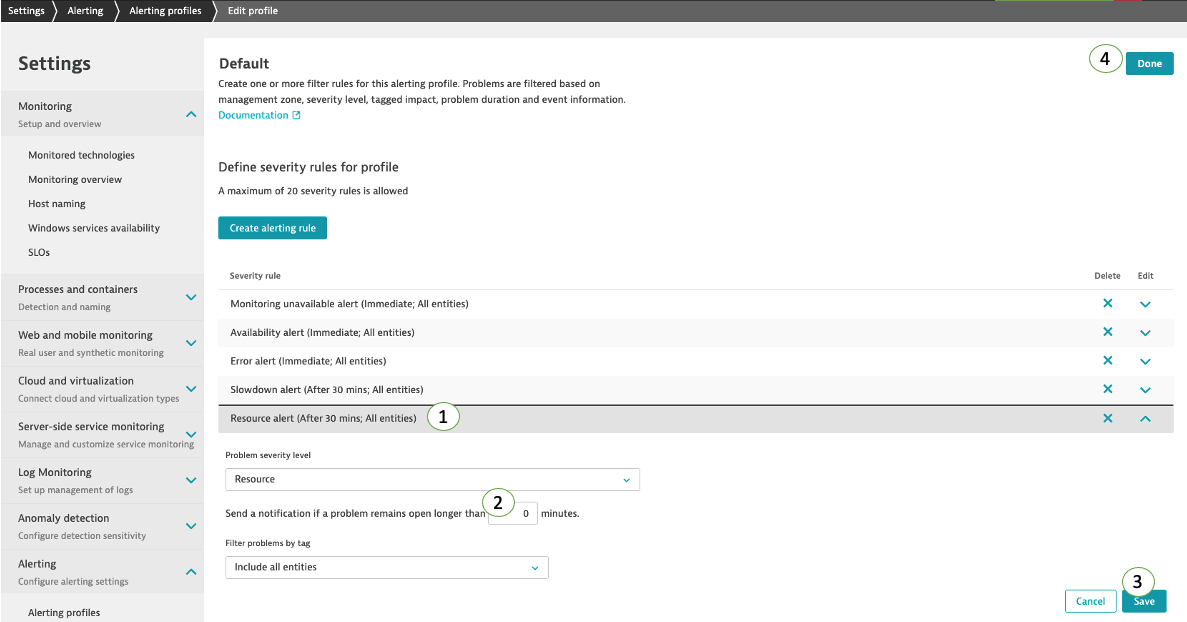 Settings Alerting Alerting profiles Edit profile
Settings
Monitoring
Setup and overview
Monitored technologies
Monitoring overview
Host naming
Windows services availability
SLOs
Processes and containers
Detection and naming
Web and mobile monitoring
Real user and synthetic monitoring
Cloud and virtualization
Connect cloud and virtualization types
Server-side service monitoring
Manage and customize service monitoring
Log Monitoring
Set up management of logs
Anomaly detection
Configure detection sensitivity
Alerting
Configure alerting settings
Alerting profiles
Default
4 Done
Create one or more filter rules for this alerting profile. Problems are filtered based on
management zone, severity level, tagged impact, problem duration and event information.
Documentation
Define severity rules for profile
A maximum of 20 severity rules is allowed
Create alerting rule
Severity rule Delete Edit
Monitoring unavailable alert (Immediate; All entities)
Availability alert (Immediate; All entities)
Error alert (Immediate; All entities)
Slowdown alert (After 30 mins; All entities)
Resource alert (After 30 mins; All entities) 1
Problem severity level
Resource
2
Send a notification if a problem remains open longer than 0 minutes.
Filter problems by tag
Include all entities
3
Cancel Save